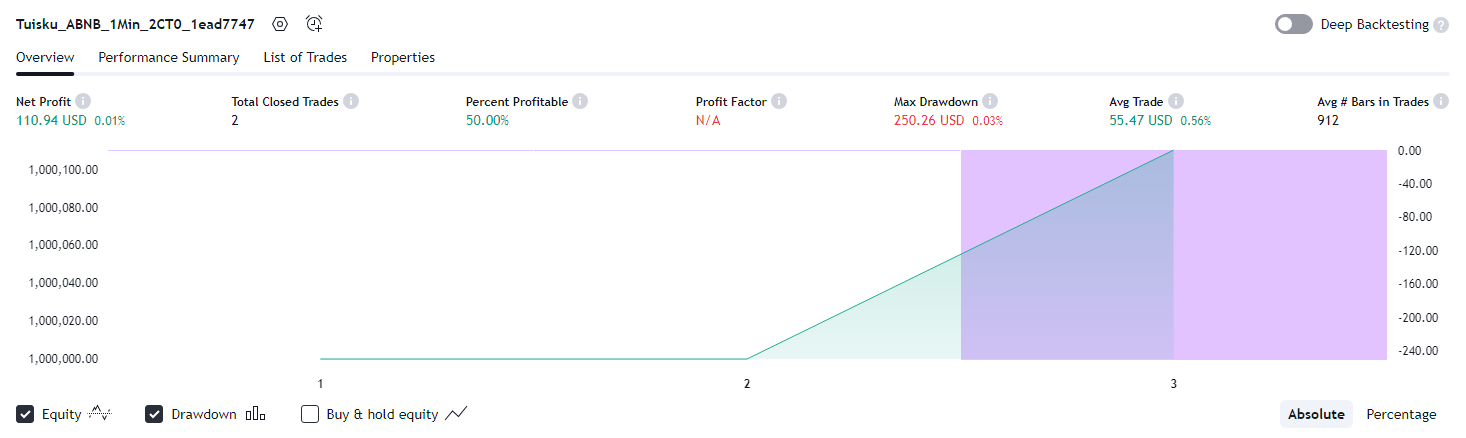 Tuisku_ABNB_1Min_2CT0_1ead7747
Deep Backtesting
Overview Performance Summary List of Trades Properties
Net Profit Total Closed Trades Percent Profitable Profit Factor Max Drawdown Avg Trade Avg # Bars in Trades
110.94 USD 0.01% 2 50.00% N/A 250.26 USD 0.03% 55.47 USD 0.56% 912
1,000,100.00
1,000,080.00
1,000,060.00
1,000,040.00
1,000,020.00
1,000,000.00
0.00
-40.00
-80.00
-120.00
-160.00
-200.00
-240.00
1 2 3
Equity Drawdown Buy & hold equity Absolute Percentage